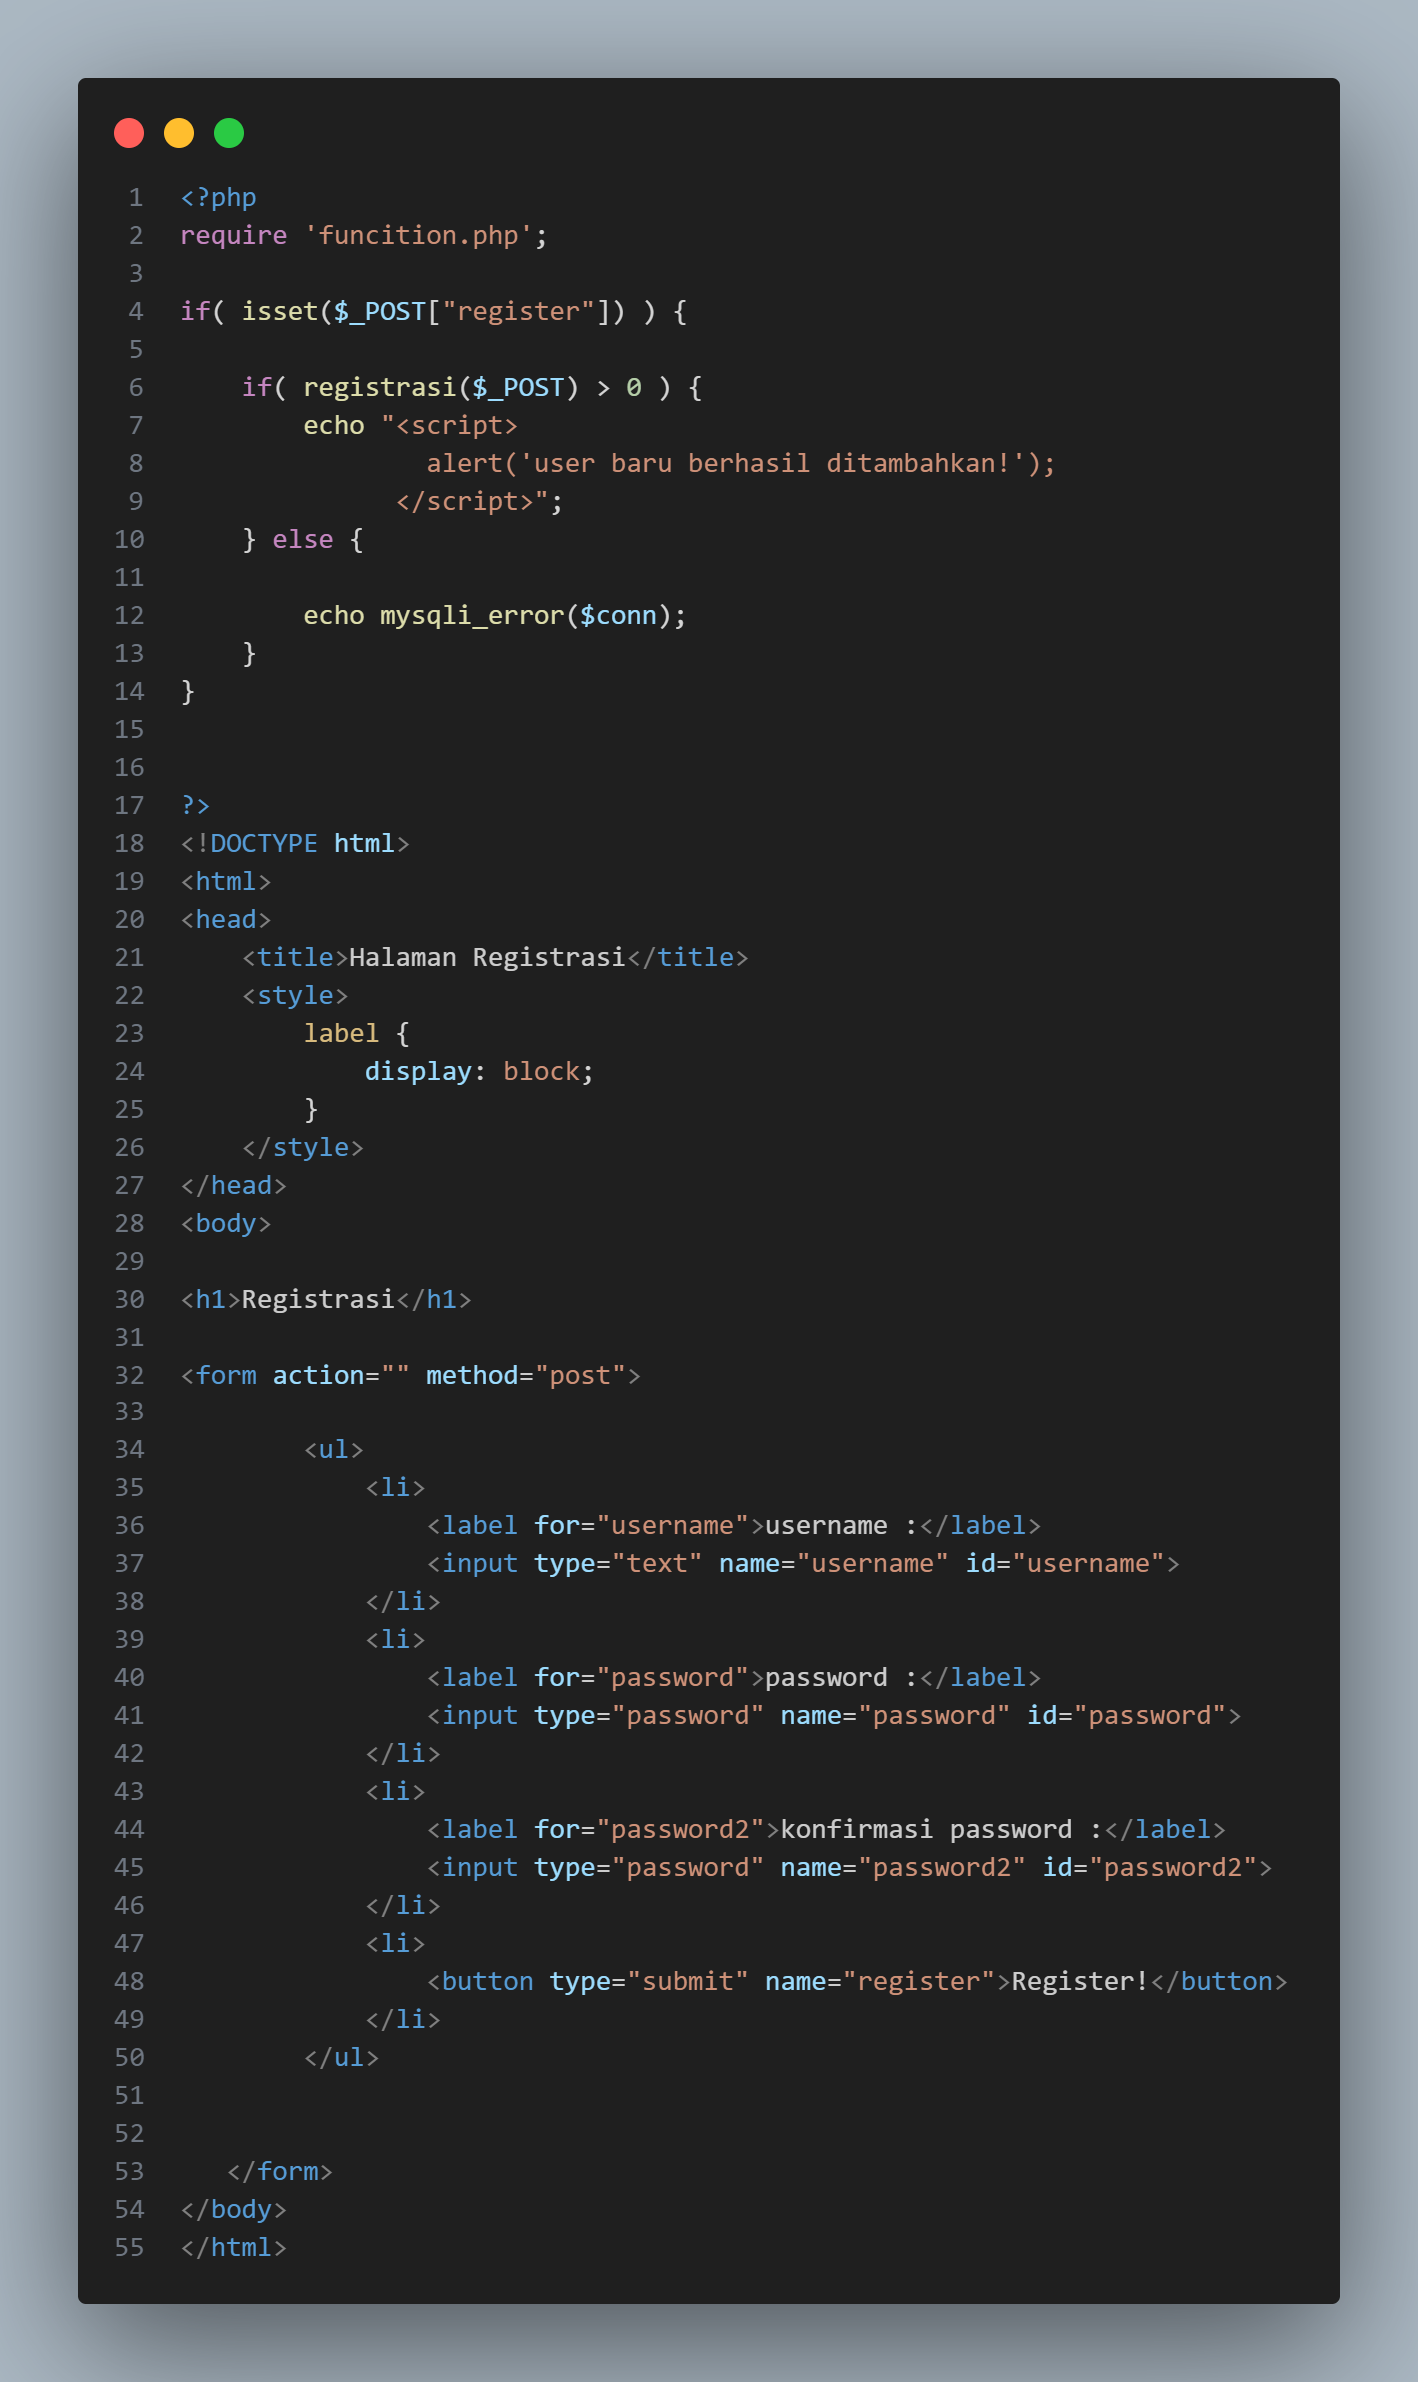 1 <?php
2 require 'funcition.php';
3
4 if( isset($_POST["register"]) ) {
5
6     if( registrasi($_POST) > 0 ) {
7         echo "<script>
8                 alert('user baru berhasil ditambahkan!');
9               </script>";
10     } else {
11
12         echo mysqli_error($conn);
13     }
14 }
15
16
17 ?>
18 <!DOCTYPE html>
19 <html>
20 <head>
21     <title>Halaman Registrasi</title>
22     <style>
23         label {
24             display: block;
25         }
26     </style>
27 </head>
28 <body>
29
30 <h1>Registrasi</h1>
31
32 <form action="" method="post">
33
34         <ul>
35             <li>
36                 <label for="username">username :</label>
37                 <input type="text" name="username" id="username">
38             </li>
39             <li>
40                 <label for="password">password :</label>
41                 <input type="password" name="password" id="password">
42             </li>
43             <li>
44                 <label for="password2">konfirmasi password :</label>
45                 <input type="password" name="password2" id="password2">
46             </li>
47             <li>
48                 <button type="submit" name="register">Register!</button>
49             </li>
50         </ul>
51
52
53    </form>
54 </body>
55 </html>